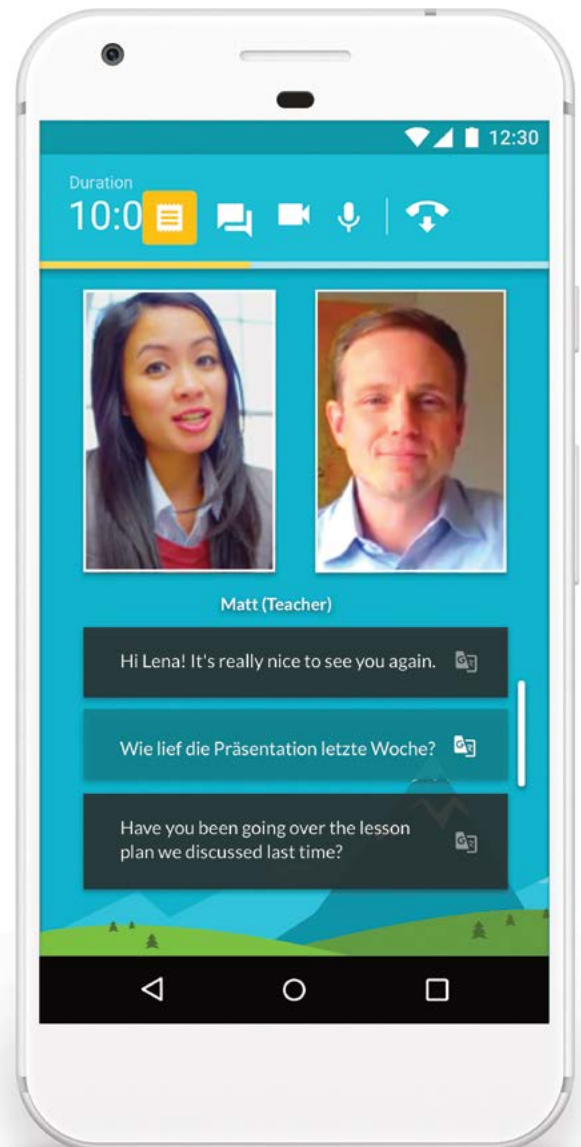 12:30
Duration
10:0
Matt (Teacher)
Hi Lena! It's really nice to see you again.
Wie lief die Präsentation letzte Woche?
Have you been going over the lesson
plan we discussed last time?